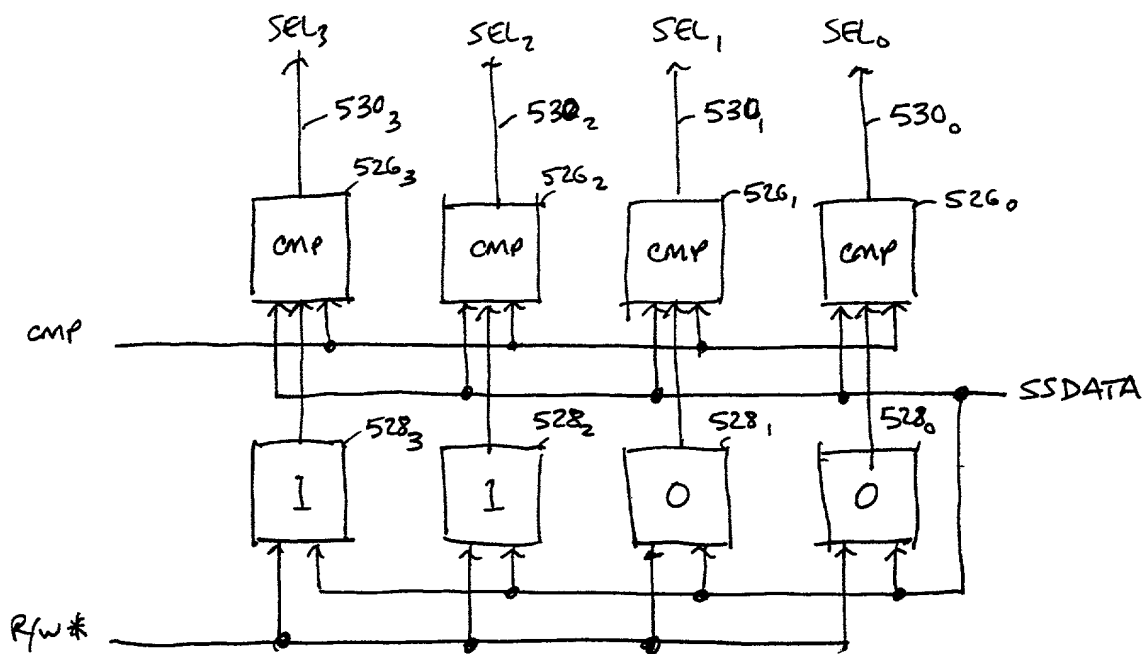 SEL₃ SEL₂ SEL₁ SEL₀
530₃ 530₂ 530₁ 530₀
526₃ 526₂ 526₁ 526₀
CMP CMP CMP CMP
CMP
SSDATA
528₃ 528₂ 528₁ 528₀
1 1 0 0
R/W*